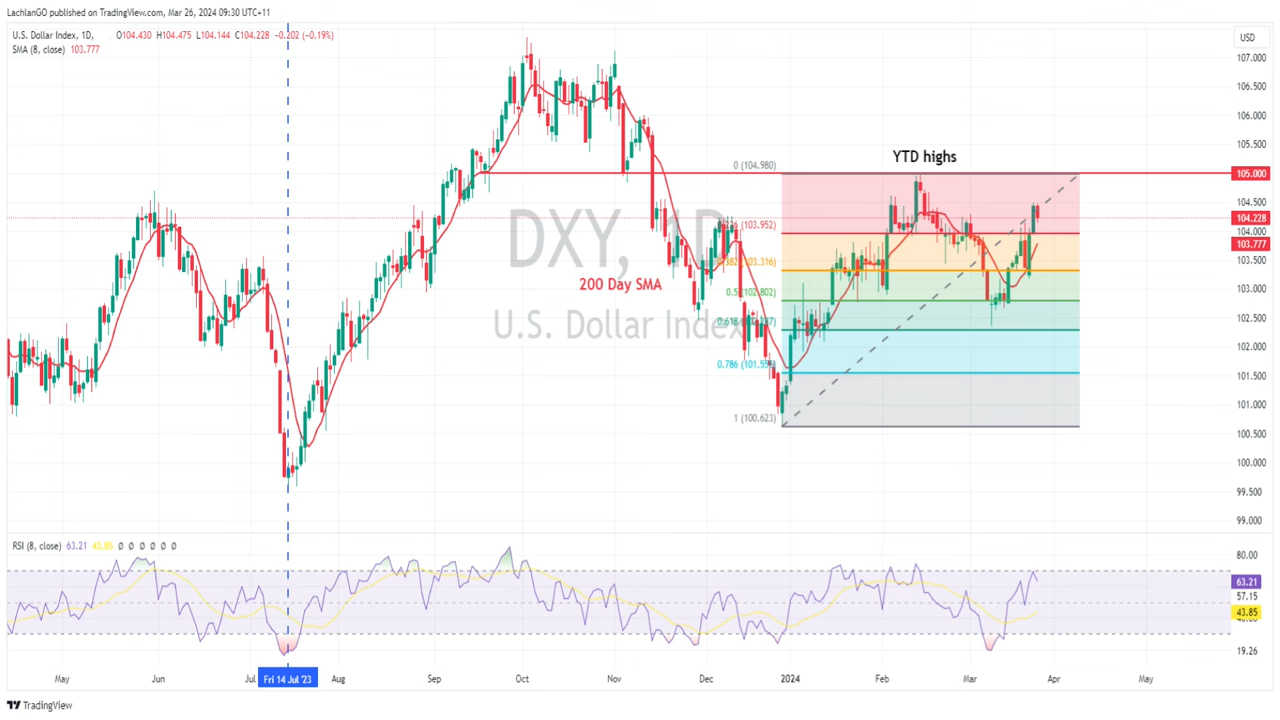 LachlanGO published on TradingView.com, Mar 26, 2024 09:30 UTC+11
U.S. Dollar Index, 1D, O104.430 H104.475 L104.144 C104.228 −0.202 (−0.19%)
SMA (8, close) 103.777
USD
107.000
106.500
106.000
105.500
YTD highs
0 (104.980)
105.000
104.500
104.228
0.236 (103.952)
104.000
103.777
DXY, 1D
103.500
0.382 (103.316)
200 Day SMA
103.000
0.5 (102.802)
102.500
U.S. Dollar Index
0.618
102.000
0.786
101.500
101.000
1 (100.623)
100.500
100.000
99.500
99.000
RSI (8, close) 63.21 43.85 Ø Ø Ø Ø Ø Ø
80.00
63.21
57.15
43.85
19.26
May Jun Jul Fri 14 Jul '23 Aug Sep Oct Nov Dec 2024 Feb Mar Apr May
TradingView